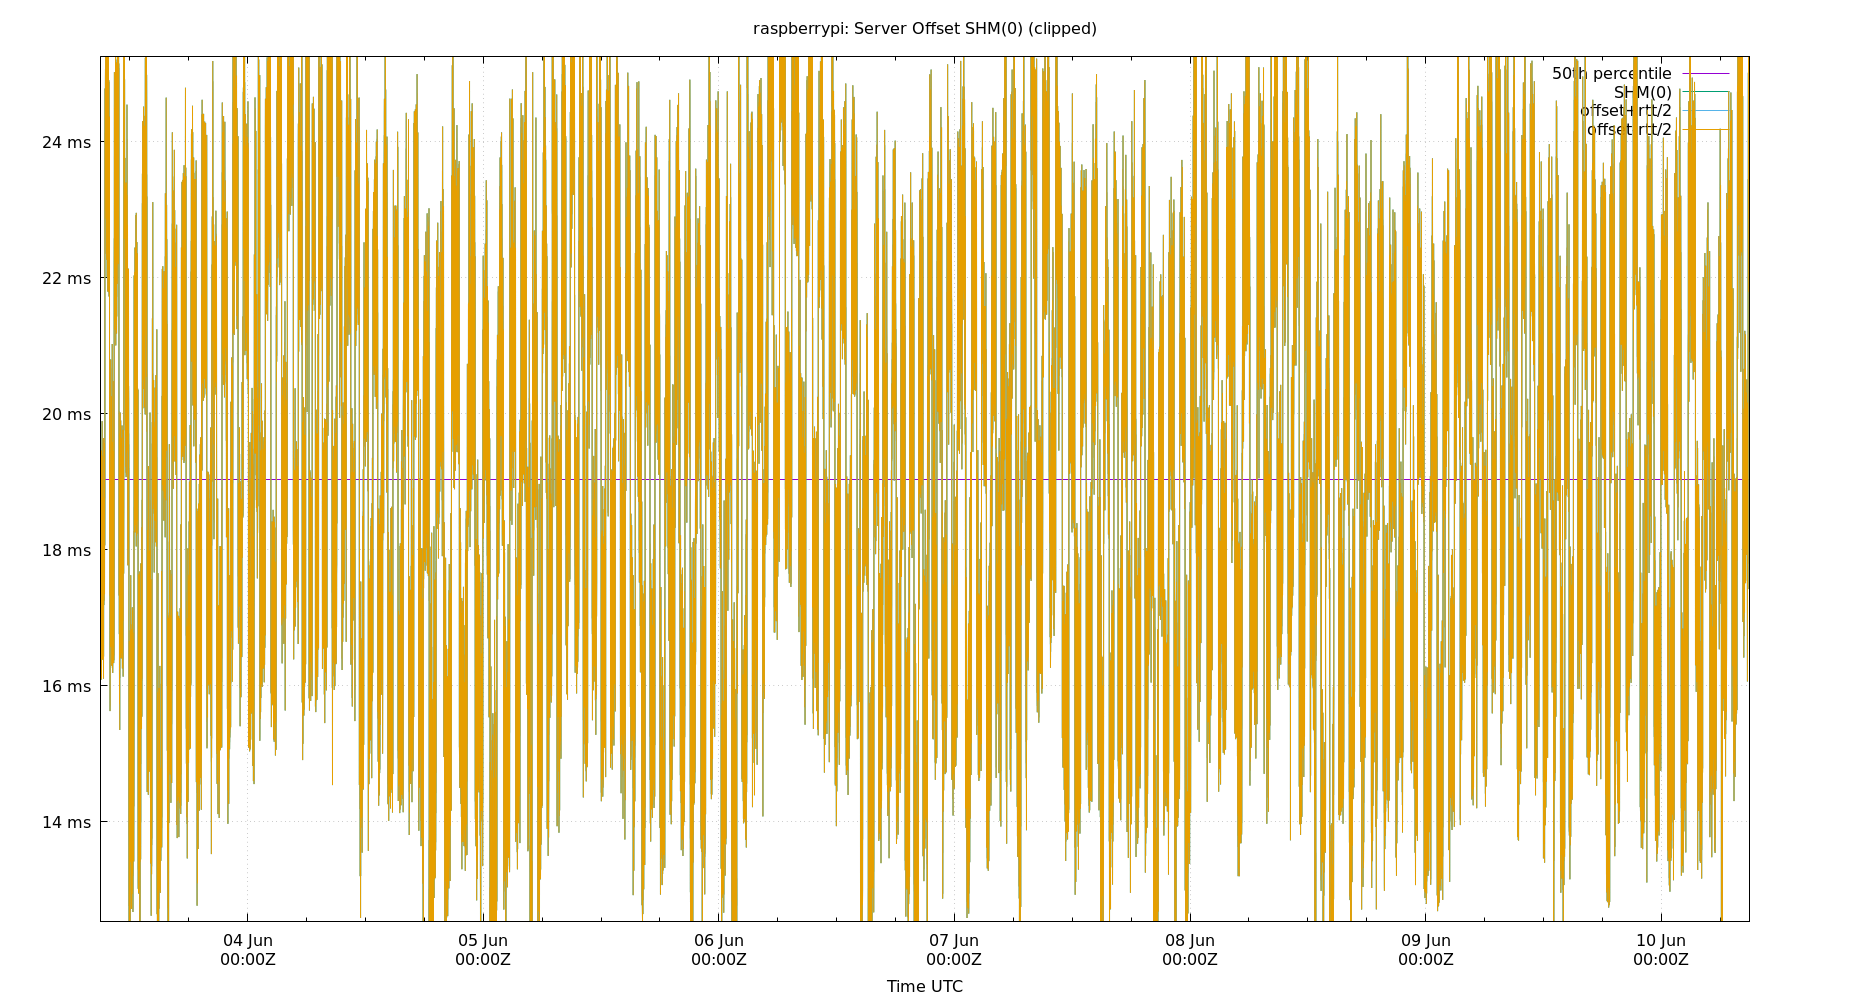 raspberrypi: Server Offset SHM(0) (clipped)
50th percentile
SHM(0)
offset+rtt/2
offset-rtt/2
24 ms
22 ms
20 ms
18 ms
16 ms
14 ms
04 Jun
00:00Z
05 Jun
00:00Z
06 Jun
00:00Z
07 Jun
00:00Z
08 Jun
00:00Z
09 Jun
00:00Z
10 Jun
00:00Z
Time UTC